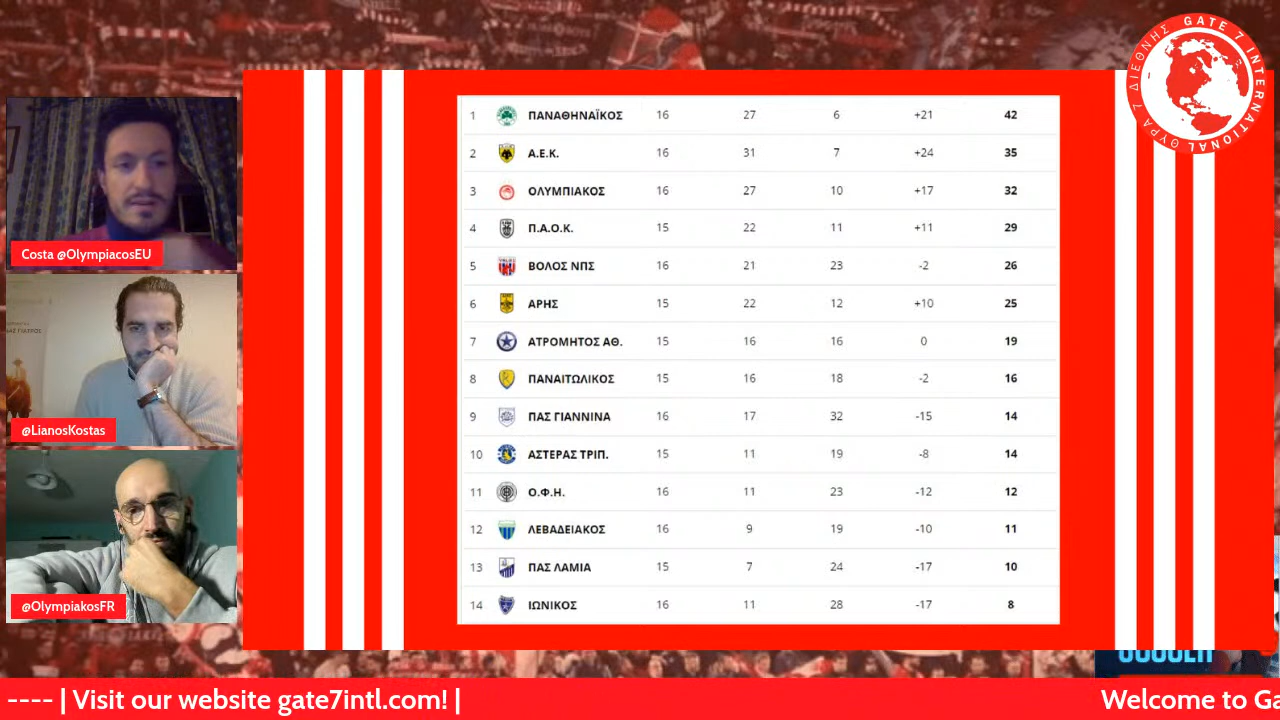 ΔΙΕΘΝΗΣ GATE 7 INTERNATIONAL ΘΥΡΑ 7
1 ΠΑΝΑΘΗΝΑΪΚΟΣ 16 27 6 +21 42
2 Α.Ε.Κ. 16 31 7 +24 35
3 ΟΛΥΜΠΙΑΚΟΣ 16 27 10 +17 32
4 Π.Α.Ο.Κ. 15 22 11 +11 29
5 ΒΟΛΟΣ ΝΠΣ 16 21 23 -2 26
6 ΑΡΗΣ 15 22 12 +10 25
7 ΑΤΡΟΜΗΤΟΣ ΑΘ. 15 16 16 0 19
8 ΠΑΝΑΙΤΩΛΙΚΟΣ 15 16 18 -2 16
9 ΠΑΣ ΓΙΑΝΝΙΝΑ 16 17 32 -15 14
10 ΑΣΤΕΡΑΣ ΤΡΙΠ. 15 11 19 -8 14
11 Ο.Φ.Η. 16 11 23 -12 12
12 ΛΕΒΑΔΕΙΑΚΟΣ 16 9 19 -10 11
13 ΠΑΣ ΛΑΜΙΑ 15 7 24 -17 10
14 ΙΩΝΙΚΟΣ 16 11 28 -17 8
Costa @OlympiacosEU
@LianosKostas
@OlympiakosFR
---- | Visit our website gate7intl.com! |
Welcome to Ga